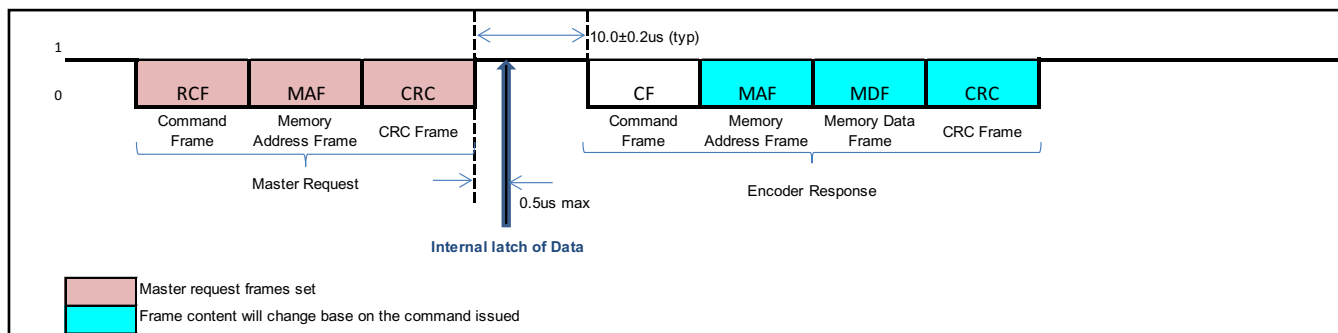 10.0±0.2us (typ)
1
0
RCF
MAF
CRC
CF
MAF
MDF
CRC
Command
Frame
Memory
Address Frame
CRC Frame
Command
Frame
Memory
Address Frame
Memory Data
Frame
CRC Frame
Master Request
0.5us max
Encoder Response
Internal latch of Data
Master request frames set
Frame content will change base on the command issued